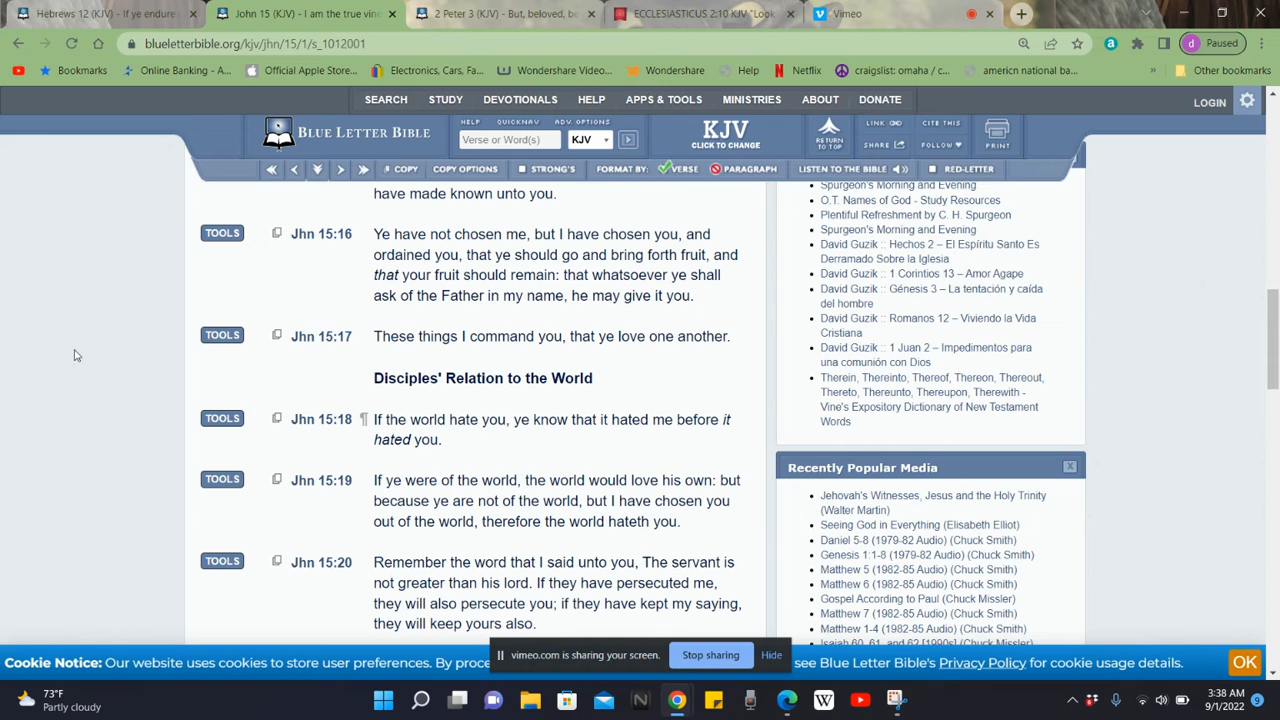 Hebrews 12 (KJV) - If ye endure
John 15 (KJV) - I am the true vine
2 Peter 3 (KJV) - But, beloved, be
ECCLESIASTICUS 2:10 KJV "Look
Vimeo
blueletterbible.org/kjv/jhn/15/1/s_1012001
Paused
Bookmarks
Online Banking - A...
Official Apple Store...
Electronics, Cars, Fa...
Wondershare Video...
Wondershare
Help
Netflix
craigslist: omaha / c...
americn national ba...
Other bookmarks
SEARCH STUDY DEVOTIONALS HELP APPS & TOOLS MINISTRIES ABOUT DONATE
LOGIN
BLUE LETTER BIBLE
HELP QUICKNAV ADV. OPTIONS
Verse or Word(s)
KJV
KJV
CLICK TO CHANGE
RETURN
TO TOP
LINK
CITE THIS
SHARE
FOLLOW
PRINT
COPY COPY OPTIONS STRONG'S FORMAT BY: VERSE PARAGRAPH LISTEN TO THE BIBLE RED-LETTER
have made known unto you.
TOOLS Jhn 15:16 Ye have not chosen me, but I have chosen you, and
ordained you, that ye should go and bring forth fruit, and
that your fruit should remain: that whatsoever ye shall
ask of the Father in my name, he may give it you.
TOOLS Jhn 15:17 These things I command you, that ye love one another.
Disciples' Relation to the World
TOOLS Jhn 15:18 ¶ If the world hate you, ye know that it hated me before it
hated you.
TOOLS Jhn 15:19 If ye were of the world, the world would love his own: but
because ye are not of the world, but I have chosen you
out of the world, therefore the world hateth you.
TOOLS Jhn 15:20 Remember the word that I said unto you, The servant is
not greater than his lord. If they have persecuted me,
they will also persecute you; if they have kept my saying,
they will keep yours also.
Spurgeon's Morning and Evening
O.T. Names of God - Study Resources
Plentiful Refreshment by C. H. Spurgeon
Spurgeon's Morning and Evening
David Guzik :: Hechos 2 – El Espíritu Santo Es
Derramado Sobre la Iglesia
David Guzik :: 1 Corintios 13 – Amor Agape
David Guzik :: Génesis 3 – La tentación y caída
del hombre
David Guzik :: Romanos 12 – Viviendo la Vida
Cristiana
David Guzik :: 1 Juan 2 – Impedimentos para
una comunión con Dios
Therein, Thereinto, Thereof, Thereon, Thereout,
Thereto, Thereunto, Thereupon, Therewith -
Vine's Expository Dictionary of New Testament
Words
Recently Popular Media
X
Jehovah's Witnesses, Jesus and the Holy Trinity
(Walter Martin)
Seeing God in Everything (Elisabeth Elliot)
Daniel 5-8 (1979-82 Audio) (Chuck Smith)
Genesis 1:1-8 (1979-82 Audio) (Chuck Smith)
Matthew 5 (1982-85 Audio) (Chuck Smith)
Matthew 6 (1982-85 Audio) (Chuck Smith)
Gospel According to Paul (Chuck Missler)
Matthew 7 (1982-85 Audio) (Chuck Smith)
Matthew 1-4 (1982-85 Audio) (Chuck Smith)
Isaiah 60, 61, and 62 [1990s] (Chuck Missler)
vimeo.com is sharing your screen.
Stop sharing
Hide
Cookie Notice: Our website uses cookies to store user preferences. By proce
see Blue Letter Bible's Privacy Policy for cookie usage details.
OK
73°F
Partly cloudy
3:38 AM
9/1/2022